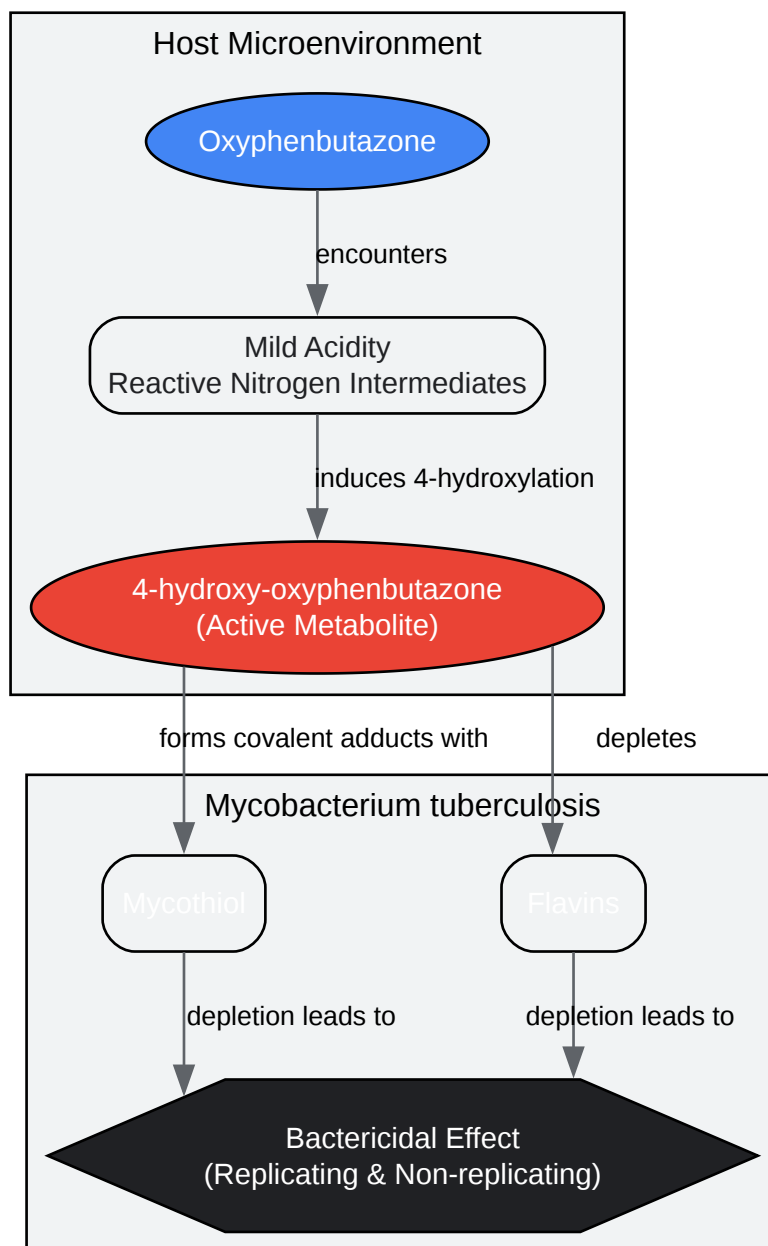 Host Microenvironment
Oxyphenbutazone
encounters
Mild Acidity
Reactive Nitrogen Intermediates
induces 4-hydroxylation
4-hydroxy-oxyphenbutazone
(Active Metabolite)
forms covalent adducts with
depletes
Mycobacterium tuberculosis
Mycothiol
Flavins
depletion leads to
depletion leads to
Bactericidal Effect
(Replicating & Non-replicating)